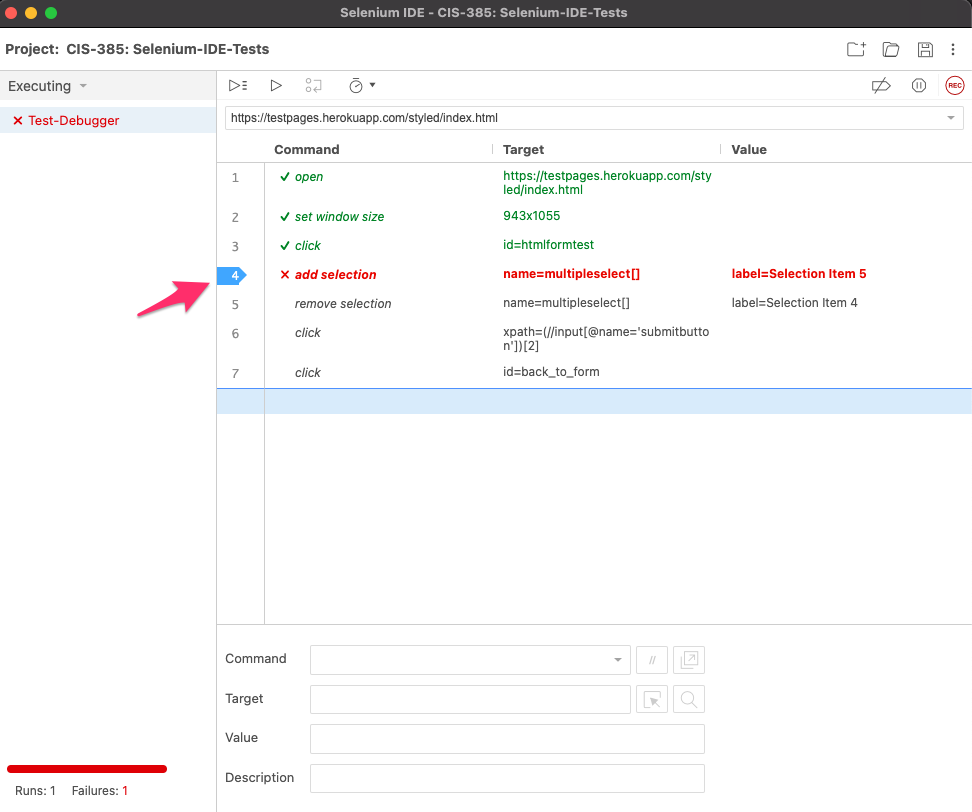 Selenium IDE - CIS-385: Selenium-IDE-Tests
Project: CIS-385: Selenium-IDE-Tests
Executing
REC
Test-Debugger
https://testpages.herokuapp.com/styled/index.html
Command Target Value
1 open https://testpages.herokuapp.com/sty
led/index.html
2 set window size 943x1055
3 click id=htmlformtest
4 add selection name=multipleselect[] label=Selection Item 5
5 remove selection name=multipleselect[] label=Selection Item 4
6 click xpath=(//input[@name='submitbutto
n'])[2]
7 click id=back_to_form
Command //
Target
Value
Description
Runs: 1 Failures: 1